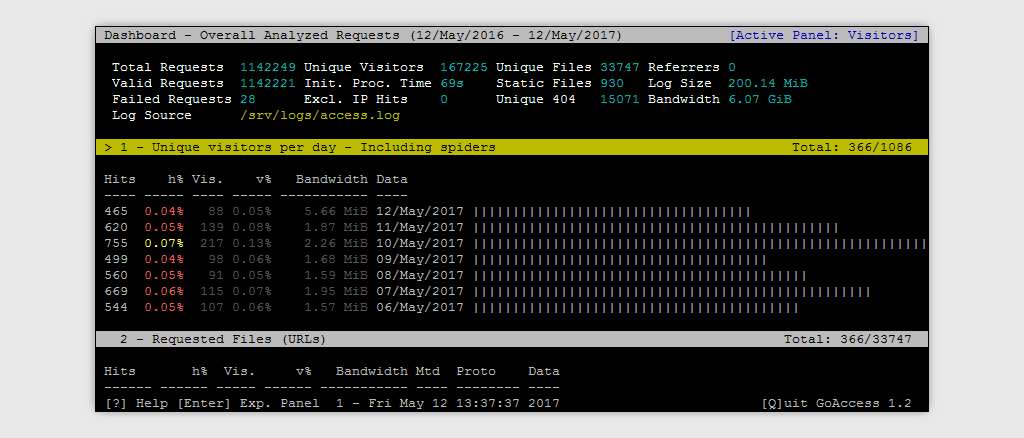 Dashboard - Overall Analyzed Requests (12/May/2016 - 12/May/2017) [Active Panel: Visitors]
Total Requests 1142249 Unique Visitors 167225 Unique Files 33747 Referrers 0
Valid Requests 1142221 Init. Proc. Time 69s Static Files 930 Log Size 200.14 MiB
Failed Requests 28 Excl. IP Hits 0 Unique 404 15071 Bandwidth 6.07 GiB
Log Source /srv/logs/access.log
> 1 - Unique visitors per day - Including spiders Total: 366/1086
Hits h% Vis. v% Bandwidth Data
---- ---- ---- ---- ----------- ----
465 0.04% 88 0.05% 5.66 MiB 12/May/2017 |||||||||||||||||||||||||||||||||||
620 0.05% 139 0.08% 1.87 MiB 11/May/2017 ||||||||||||||||||||||||||||||||||||||||||||||
755 0.07% 217 0.13% 2.26 MiB 10/May/2017 |||||||||||||||||||||||||||||||||||||||||||||||||||||||||
499 0.04% 98 0.06% 1.68 MiB 09/May/2017 |||||||||||||||||||||||||||||||||||||
560 0.05% 91 0.05% 1.59 MiB 08/May/2017 ||||||||||||||||||||||||||||||||||||||||||
669 0.06% 115 0.07% 1.95 MiB 07/May/2017 ||||||||||||||||||||||||||||||||||||||||||||||||||
544 0.05% 107 0.06% 1.57 MiB 06/May/2017 |||||||||||||||||||||||||||||||||||||||||
2 - Requested Files (URLs) Total: 366/33747
Hits h% Vis. v% Bandwidth Mtd Proto Data
------ ------ ---- ------ ----------- ---- -------- ----
[?] Help [Enter] Exp. Panel 1 - Fri May 12 13:37:37 2017 [Q]uit GoAccess 1.2